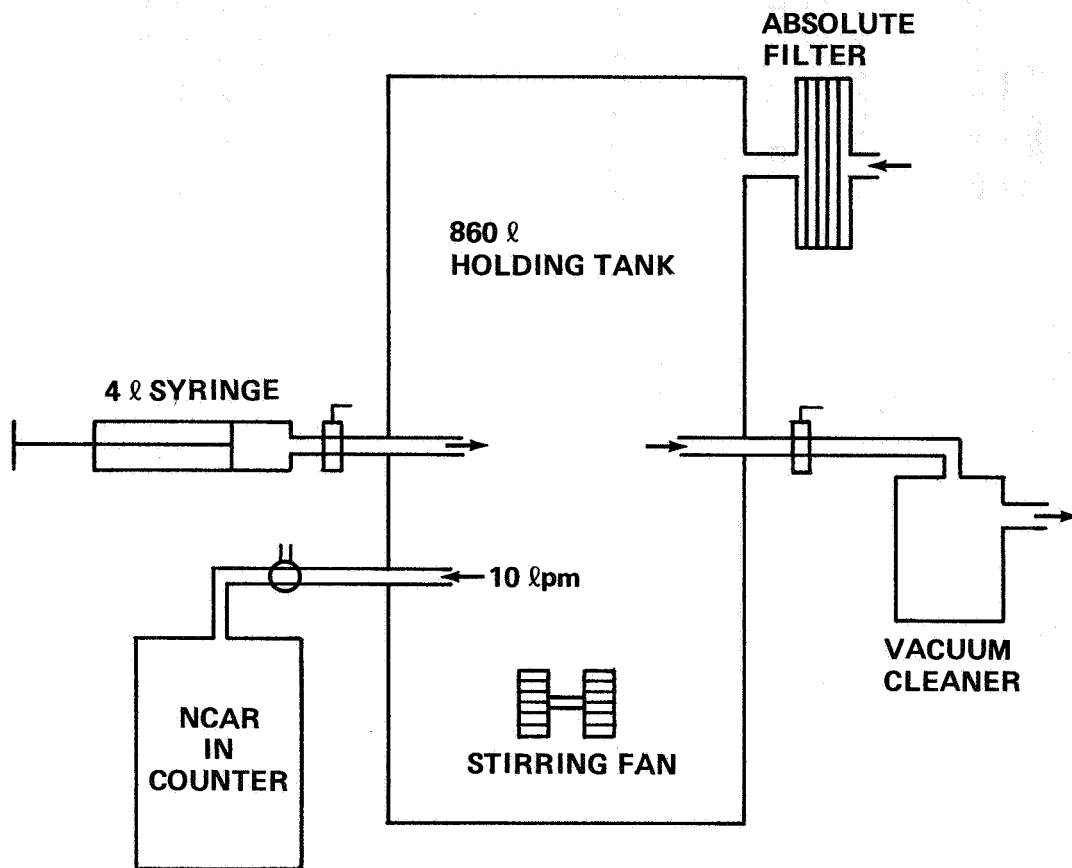 ABSOLUTE
FILTER
860 ℓ
HOLDING TANK
4 ℓ SYRINGE
10 ℓpm
VACUUM
CLEANER
NCAR
IN
COUNTER
STIRRING FAN